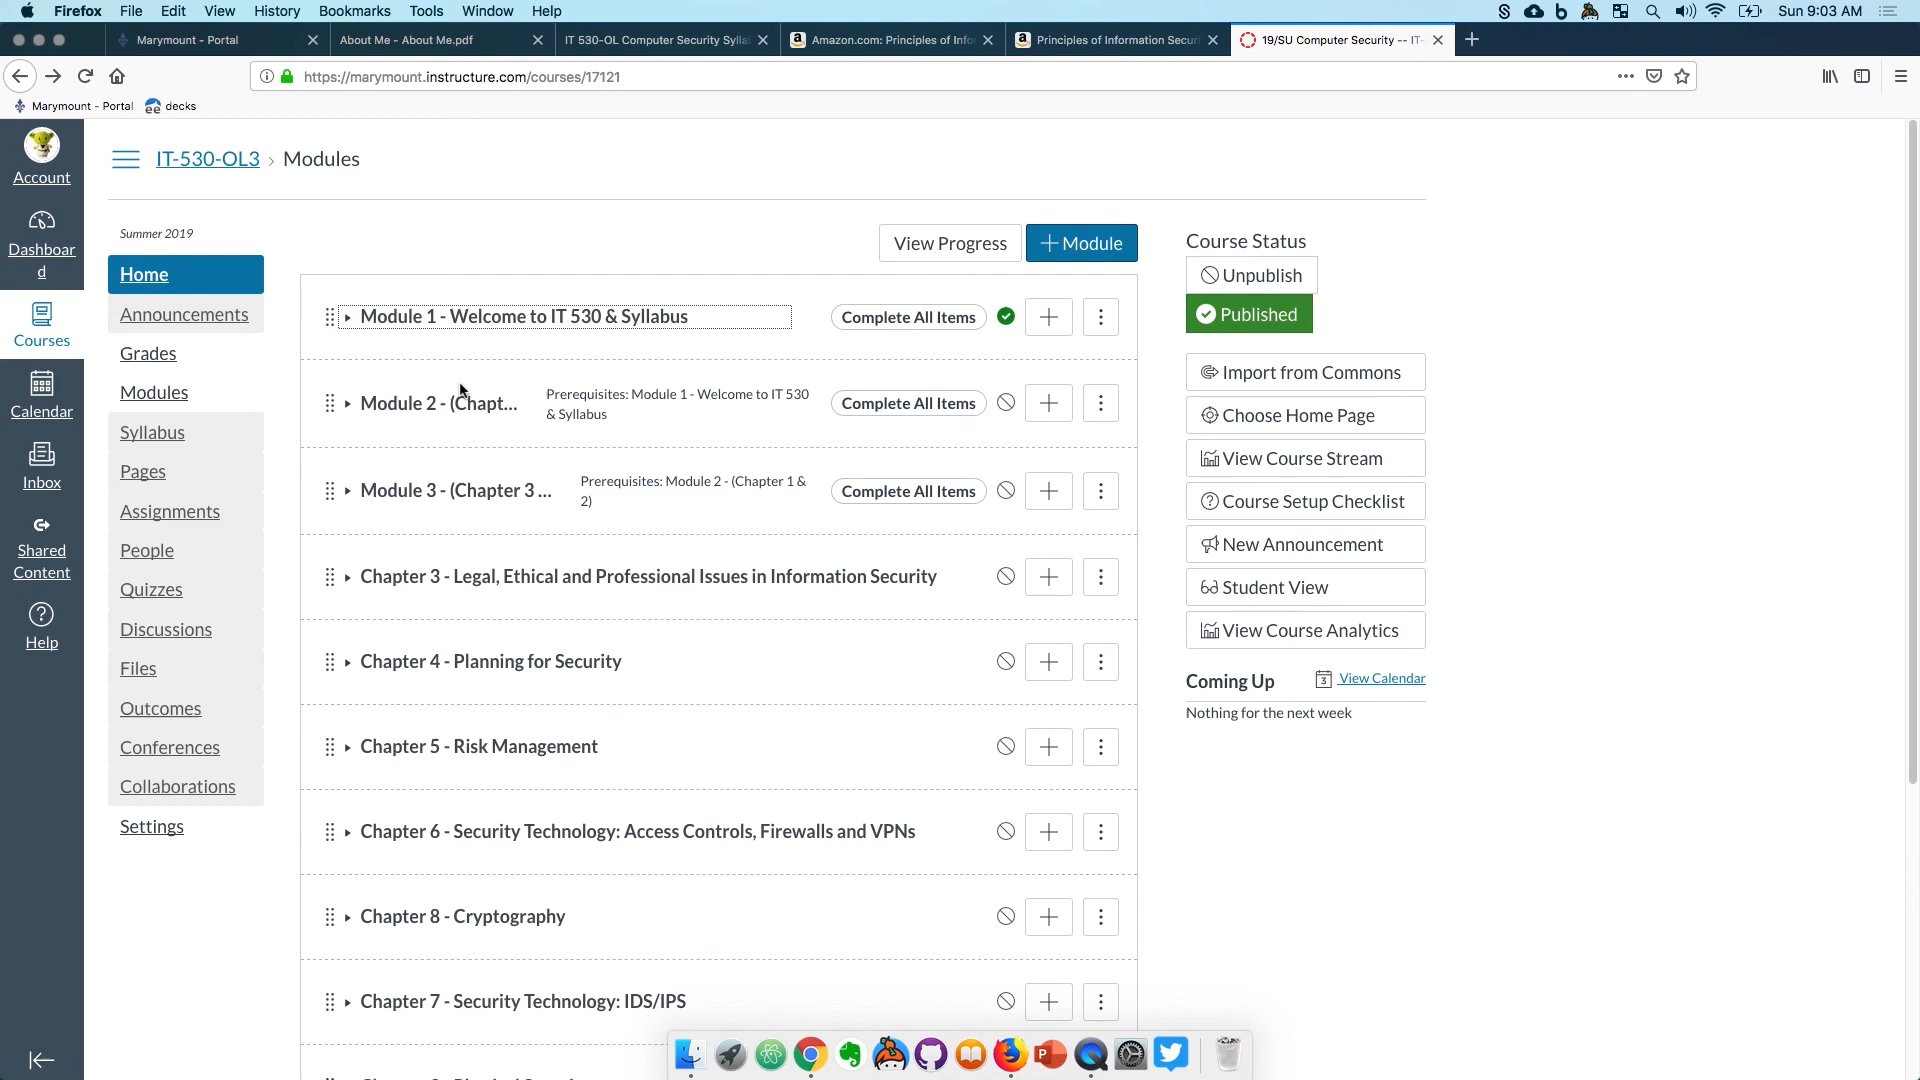 Firefox File Edit View History Bookmarks Tools Window Help Sun 9:03 AM
Marymount - Portal
About Me - About Me.pdf
IT 530-OL Computer Security Sylla
Amazon.com: Principles of Info
Principles of Information Securi
19/SU Computer Security -- IT-
https://marymount.instructure.com/courses/17121
Marymount - Portal decks
Account
Dashboar
d
Courses
Calendar
Inbox
Shared
Content
Help
IT-530-OL3 › Modules
Summer 2019
Home
Announcements
Grades
Modules
Syllabus
Pages
Assignments
People
Quizzes
Discussions
Files
Outcomes
Conferences
Collaborations
Settings
View Progress
+ Module
Module 1 - Welcome to IT 530 & Syllabus
Complete All Items
Module 2 - (Chapt...
Prerequisites: Module 1 - Welcome to IT 530
& Syllabus
Complete All Items
Module 3 - (Chapter 3 ...
Prerequisites: Module 2 - (Chapter 1 &
2)
Complete All Items
Chapter 3 - Legal, Ethical and Professional Issues in Information Security
Chapter 4 - Planning for Security
Chapter 5 - Risk Management
Chapter 6 - Security Technology: Access Controls, Firewalls and VPNs
Chapter 8 - Cryptography
Chapter 7 - Security Technology: IDS/IPS
Course Status
Unpublish
Published
Import from Commons
Choose Home Page
View Course Stream
Course Setup Checklist
New Announcement
Student View
View Course Analytics
Coming Up
3 View Calendar
Nothing for the next week